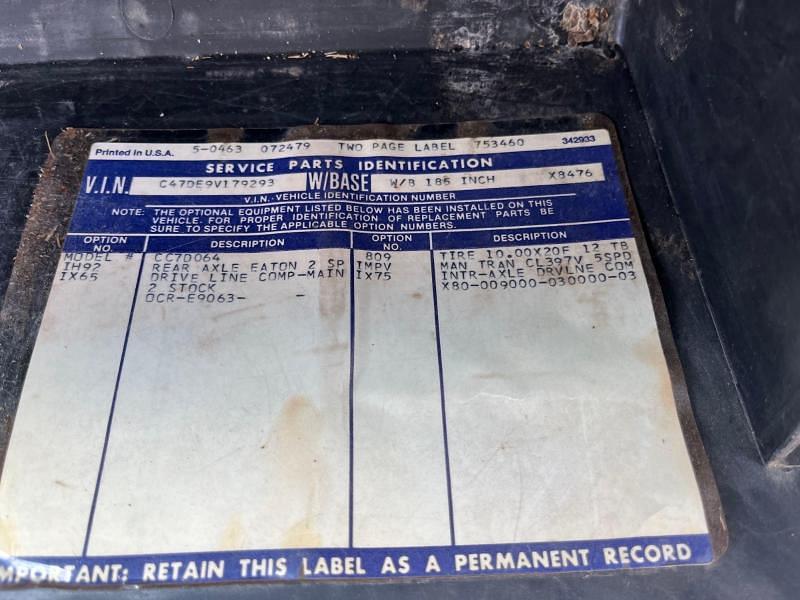 Printed in U.S.A. 5-0463 072479 TWO PAGE LABEL 753460 342933
SERVICE PARTS IDENTIFICATION
V.I.N. C47DE9V179293 W/BASE W/B 185 INCH X8476
V.I.N. - VEHICLE IDENTIFICATION NUMBER
NOTE: THE OPTIONAL EQUIPMENT LISTED BELOW HAS BEEN INSTALLED ON THIS
VEHICLE. FOR PROPER IDENTIFICATION OF REPLACEMENT PARTS BE
SURE TO SPECIFY THE APPLICABLE OPTION NUMBERS.
OPTION NO. DESCRIPTION OPTION NO. DESCRIPTION
MODEL # CC7D064 809 TIRE 10.00X20F 12 TB
IH92 REAR AXLE EATON 2 SP TMPV MAN TRAN CL397V 5SPD
IX65 DRIVE LINE COMP-MAIN IX75 INTR-AXLE DRVLNE COM
2 STOCK X80-009000-030000-03
OCR-E9063- -
IMPORTANT: RETAIN THIS LABEL AS A PERMANENT RECORD